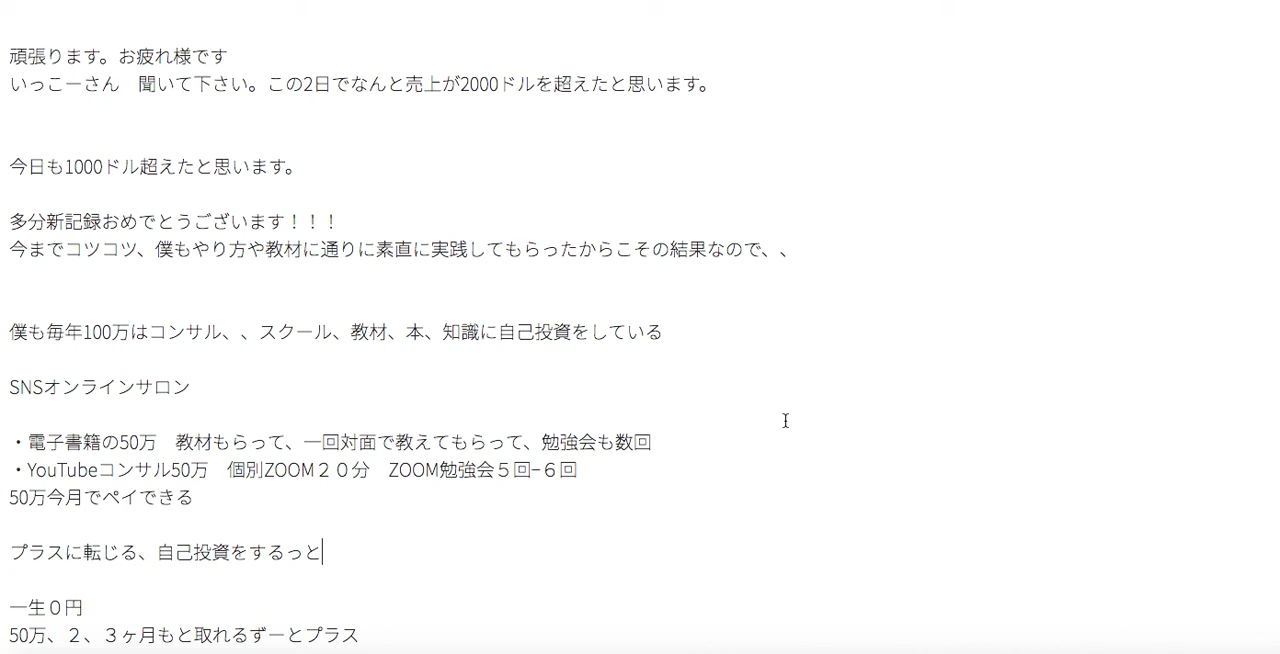 頑張ります。お疲れ様です
いっこーさん　聞いて下さい。この2日でなんと売上が2000ドルを超えたと思います。
今日も1000ドル超えたと思います。
多分新記録おめでとうございます！！！
今までコツコツ、僕もやり方や教材に通りに素直に実践してもらったからこその結果なので、、
僕も毎年100万はコンサル、、スクール、教材、本、知識に自己投資をしている
SNSオンラインサロン
・電子書籍の50万　教材もらって、一回対面で教えてもらって、勉強会も数回
・YouTubeコンサル50万　個別ZOOM２０分　ZOOM勉強会５回−６回
50万今月でペイできる
プラスに転じる、自己投資をするっと
一生０円
50万、２、３ヶ月もと取れるずーとプラス